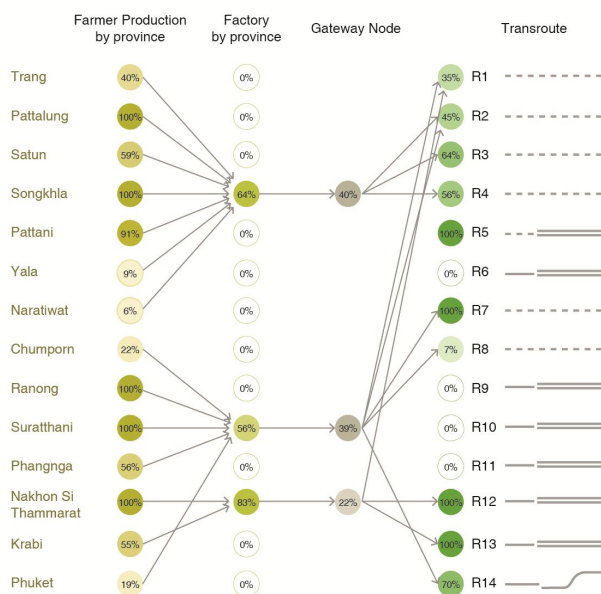 Farmer Production by province
Factory by province
Gateway Node
Transroute
Trang 40% 0% 35% R1
Pattalung 100% 0% 45% R2
Satun 59% 0% 64% R3
Songkhla 100% 64% 40% 56% R4
Pattani 91% 0% 100% R5
Yala 9% 0% 0% R6
Naratiwat 6% 0% 100% R7
Chumporn 22% 0% 7% R8
Ranong 100% 0% 0% R9
Suratthani 100% 56% 39% 0% R10
Phangnga 56% 0% 0% R11
Nakhon Si Thammarat 100% 83% 22% 100% R12
Krabi 55% 0% 100% R13
Phuket 19% 0% 70% R14